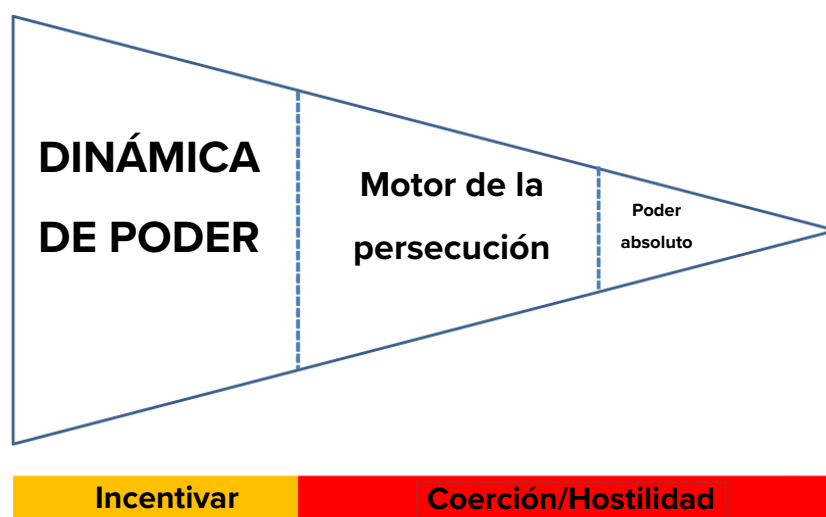 DINÁMICA
DE PODER
Motor de la
persecución
Poder
absoluto
Incentivar
Coerción/Hostilidad